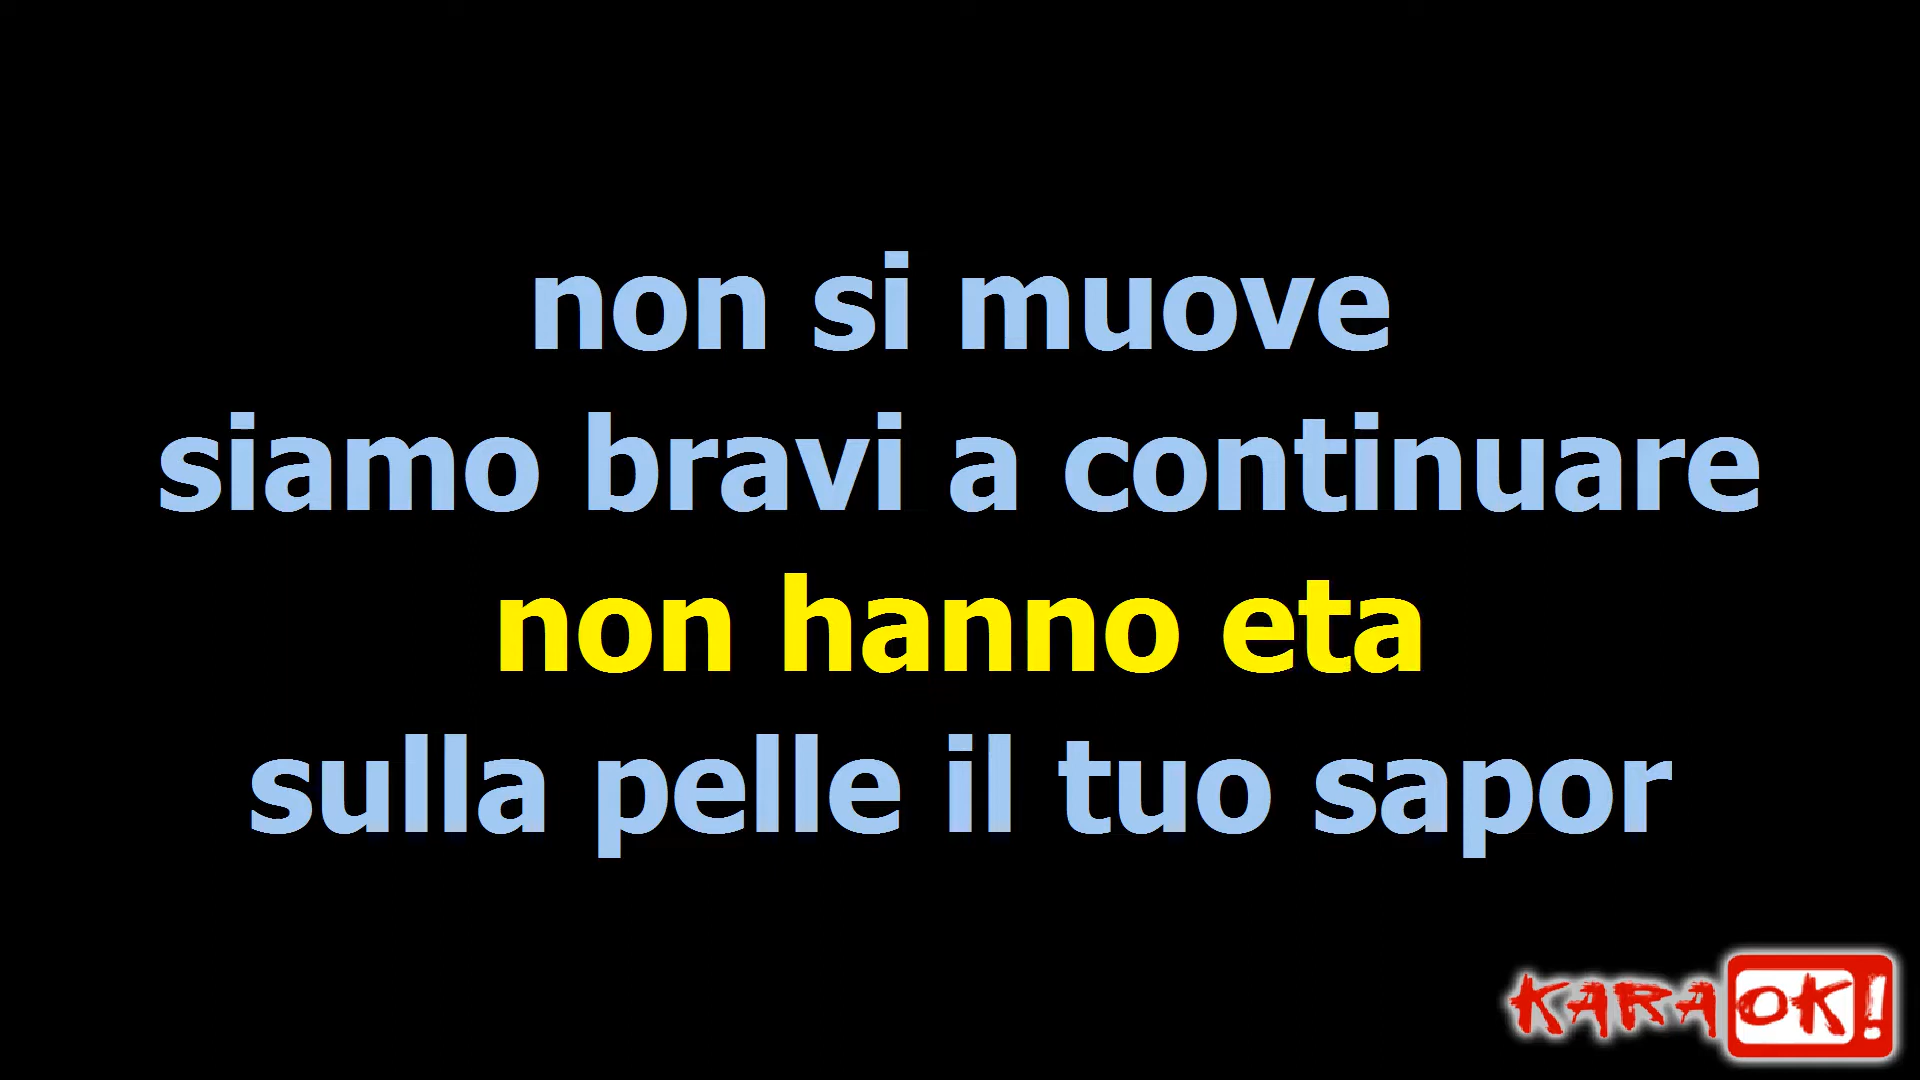 non si muove
siamo bravi a continuare
non hanno eta
sulla pelle il tuo sapor
KARAOK!